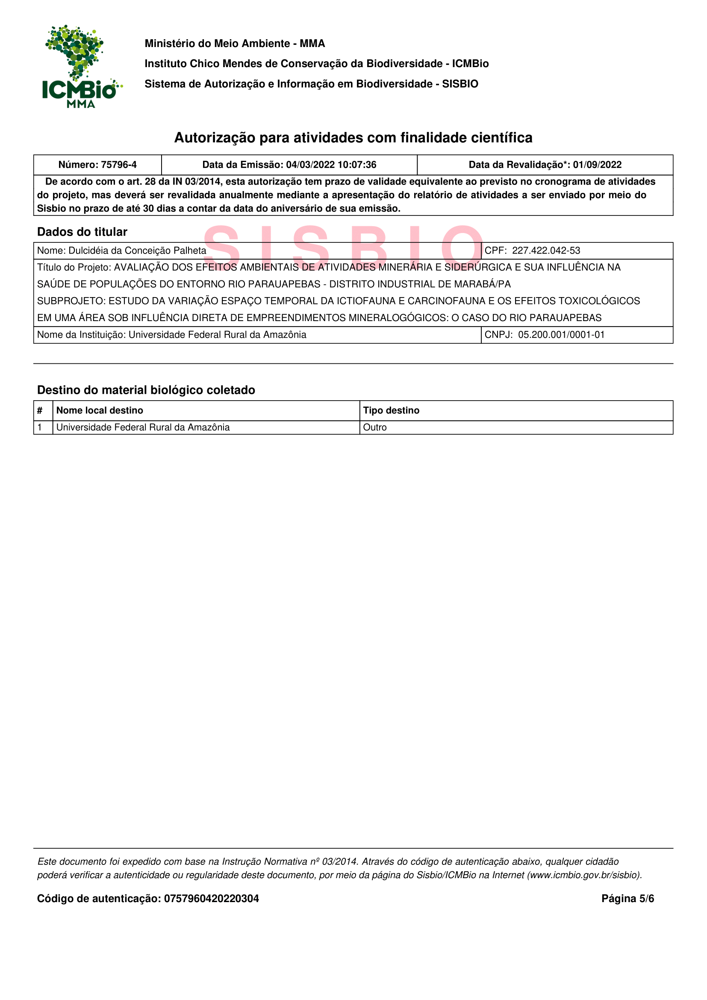 ICMBio
MMA
Ministério do Meio Ambiente - MMA
Instituto Chico Mendes de Conservação da Biodiversidade - ICMBio
Sistema de Autorização e Informação em Biodiversidade - SISBIO
Autorização para atividades com finalidade científica
Número: 75796-4 Data da Emissão: 04/03/2022 10:07:36 Data da Revalidação*: 01/09/2022
De acordo com o art. 28 da IN 03/2014, esta autorização tem prazo de validade equivalente ao previsto no cronograma de atividades
do projeto, mas deverá ser revalidada anualmente mediante a apresentação do relatório de atividades a ser enviado por meio do
Sisbio no prazo de até 30 dias a contar da data do aniversário de sua emissão.
SISBIO
Dados do titular
Nome: Dulcidéia da Conceição Palheta CPF: 227.422.042-53
Título do Projeto: AVALIAÇÃO DOS EFEITOS AMBIENTAIS DE ATIVIDADES MINERÁRIA E SIDERÚRGICA E SUA INFLUÊNCIA NA
SAÚDE DE POPULAÇÕES DO ENTORNO RIO PARAUAPEBAS - DISTRITO INDUSTRIAL DE MARABÁ/PA
SUBPROJETO: ESTUDO DA VARIAÇÃO ESPAÇO TEMPORAL DA ICTIOFAUNA E CARCINOFAUNA E OS EFEITOS TOXICOLÓGICOS
EM UMA ÁREA SOB INFLUÊNCIA DIRETA DE EMPREENDIMENTOS MINERALOGÓGICOS: O CASO DO RIO PARAUAPEBAS
Nome da Instituição: Universidade Federal Rural da Amazônia CNPJ: 05.200.001/0001-01
Destino do material biológico coletado
# Nome local destino Tipo destino
1 Universidade Federal Rural da Amazônia Outro
Este documento foi expedido com base na Instrução Normativa nº 03/2014. Através do código de autenticação abaixo, qualquer cidadão
poderá verificar a autenticidade ou regularidade deste documento, por meio da página do Sisbio/ICMBio na Internet (www.icmbio.gov.br/sisbio).
Código de autenticação: 0757960420220304 Página 5/6